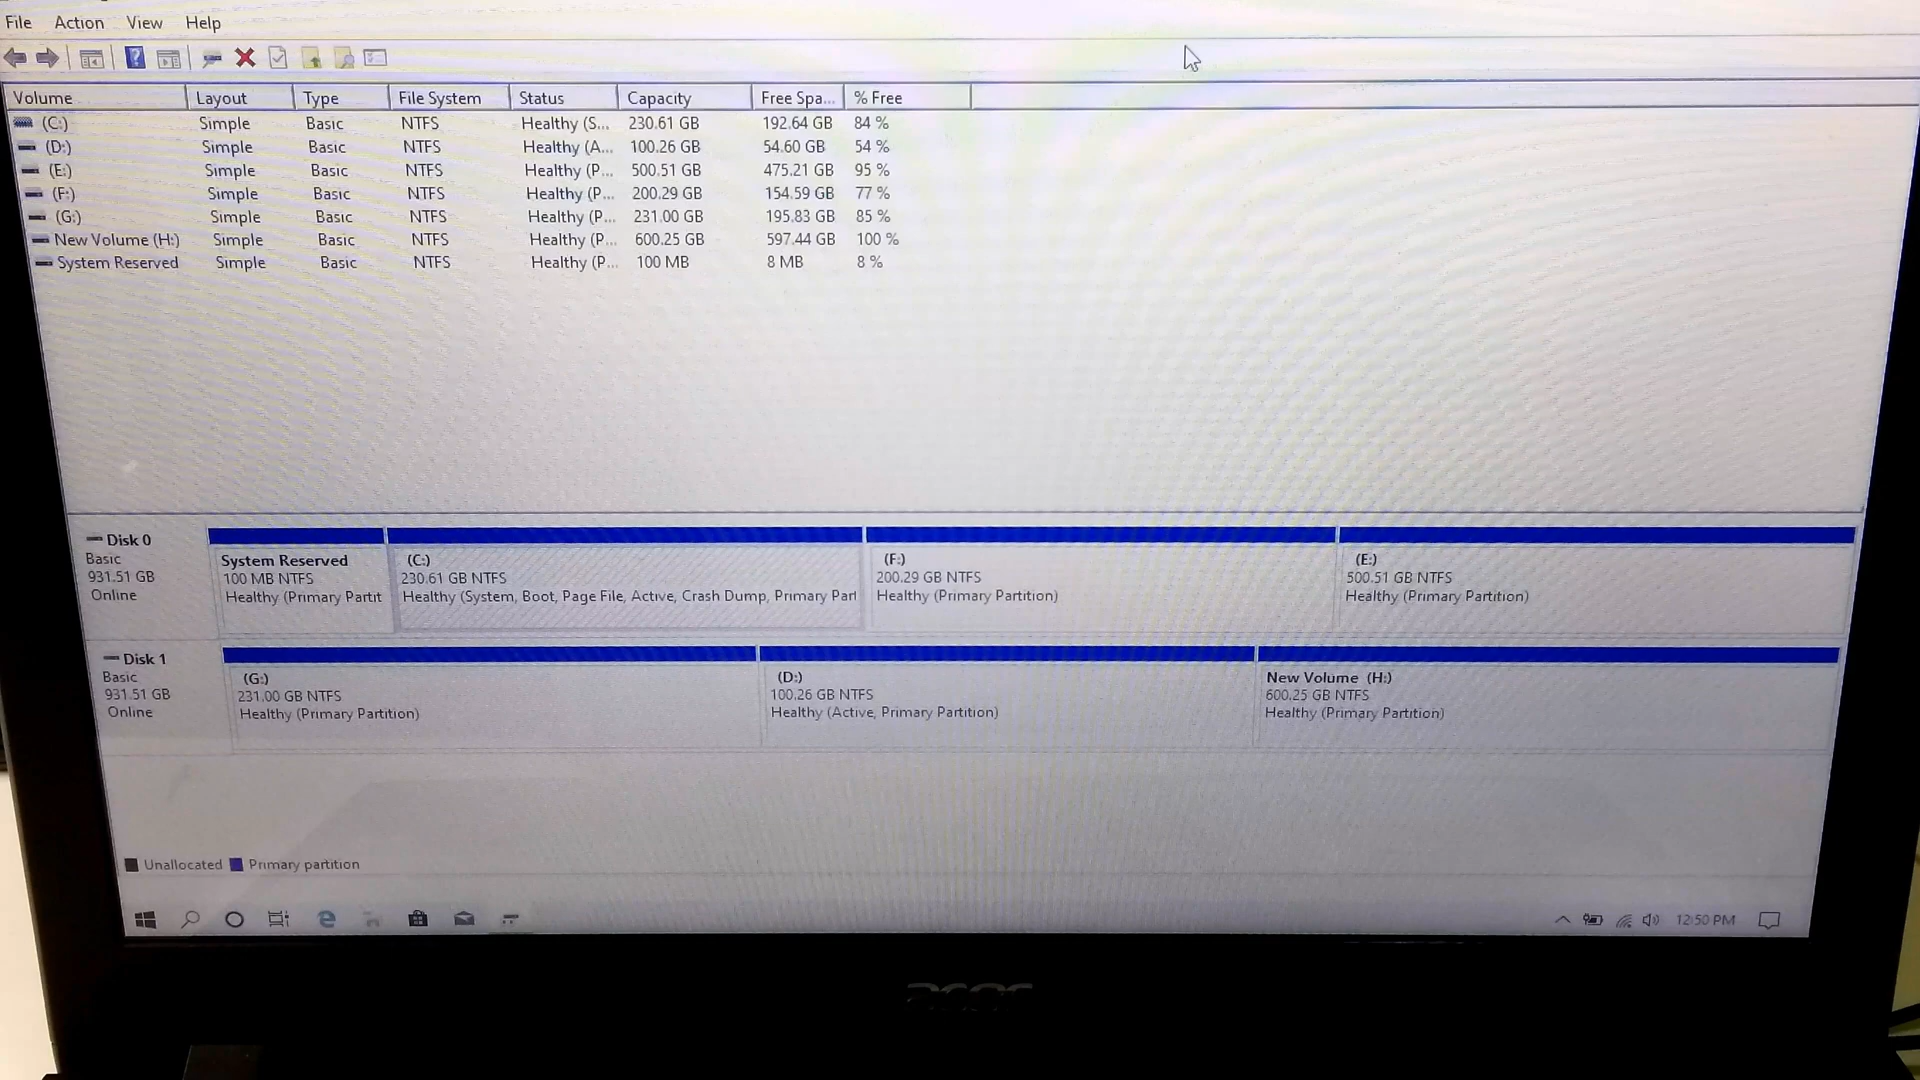 File Action View Help
Volume Layout Type File System Status Capacity Free Spa... % Free
(C:) Simple Basic NTFS Healthy (S... 230.61 GB 192.64 GB 84 %
(D:) Simple Basic NTFS Healthy (A... 100.26 GB 54.60 GB 54 %
(E:) Simple Basic NTFS Healthy (P... 500.51 GB 475.21 GB 95 %
(F:) Simple Basic NTFS Healthy (P... 200.29 GB 154.59 GB 77 %
(G:) Simple Basic NTFS Healthy (P... 231.00 GB 195.83 GB 85 %
New Volume (H:) Simple Basic NTFS Healthy (P... 600.25 GB 597.44 GB 100 %
System Reserved Simple Basic NTFS Healthy (P... 100 MB 8 MB 8 %
Disk 0
Basic
931.51 GB
Online
System Reserved
100 MB NTFS
Healthy (Primary Partit
(C:)
230.61 GB NTFS
Healthy (System, Boot, Page File, Active, Crash Dump, Primary Part
(F:)
200.29 GB NTFS
Healthy (Primary Partition)
(E:)
500.51 GB NTFS
Healthy (Primary Partition)
Disk 1
Basic
931.51 GB
Online
(G:)
231.00 GB NTFS
Healthy (Primary Partition)
(D:)
100.26 GB NTFS
Healthy (Active, Primary Partition)
New Volume (H:)
600.25 GB NTFS
Healthy (Primary Partition)
Unallocated Primary partition
12:50 PM
acer